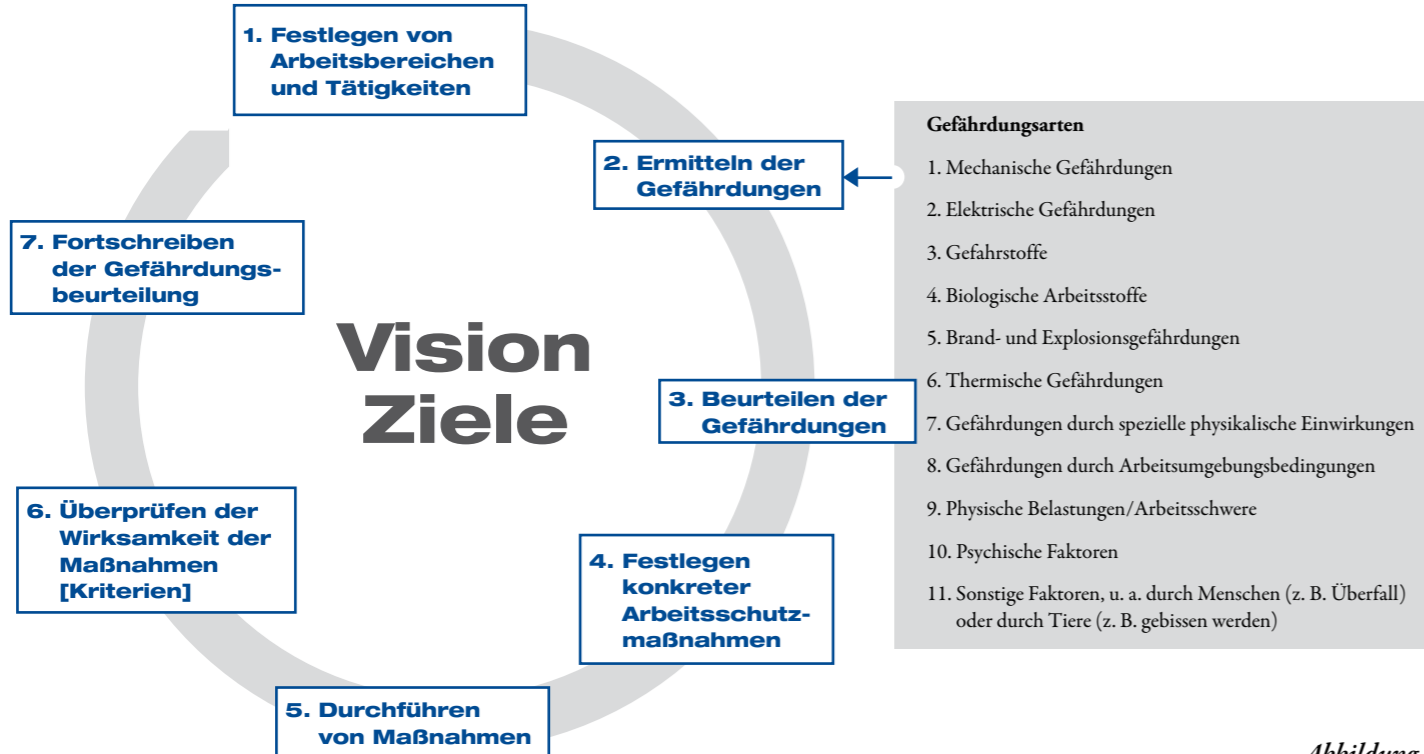 1. Festlegen von
Arbeitsbereichen
und Tätigkeiten
2. Ermitteln der
Gefährdungen
3. Beurteilen der
Gefährdungen
4. Festlegen
konkreter
Arbeitsschutz-
maßnahmen
5. Durchführen
von Maßnahmen
6. Überprüfen der
Wirksamkeit der
Maßnahmen
[Kriterien]
7. Fortschreiben
der Gefährdungs-
beurteilung
Vision
Ziele
Gefährdungsarten
1. Mechanische Gefährdungen
2. Elektrische Gefährdungen
3. Gefahrstoffe
4. Biologische Arbeitsstoffe
5. Brand- und Explosionsgefährdungen
6. Thermische Gefährdungen
7. Gefährdungen durch spezielle physikalische Einwirkungen
8. Gefährdungen durch Arbeitsumgebungsbedingungen
9. Physische Belastungen/Arbeitsschwere
10. Psychische Faktoren
11. Sonstige Faktoren, u. a. durch Menschen (z. B. Überfall)
oder durch Tiere (z. B. gebissen werden)
Abbildung